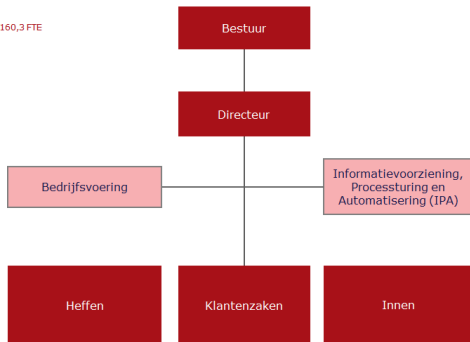 Bestuur
160,3 FTE
Directeur
Bedrijfsvoering
Informatievoorziening,
Processturing en
Automatisering (IPA)
Heffen
Klantenzaken
Innen